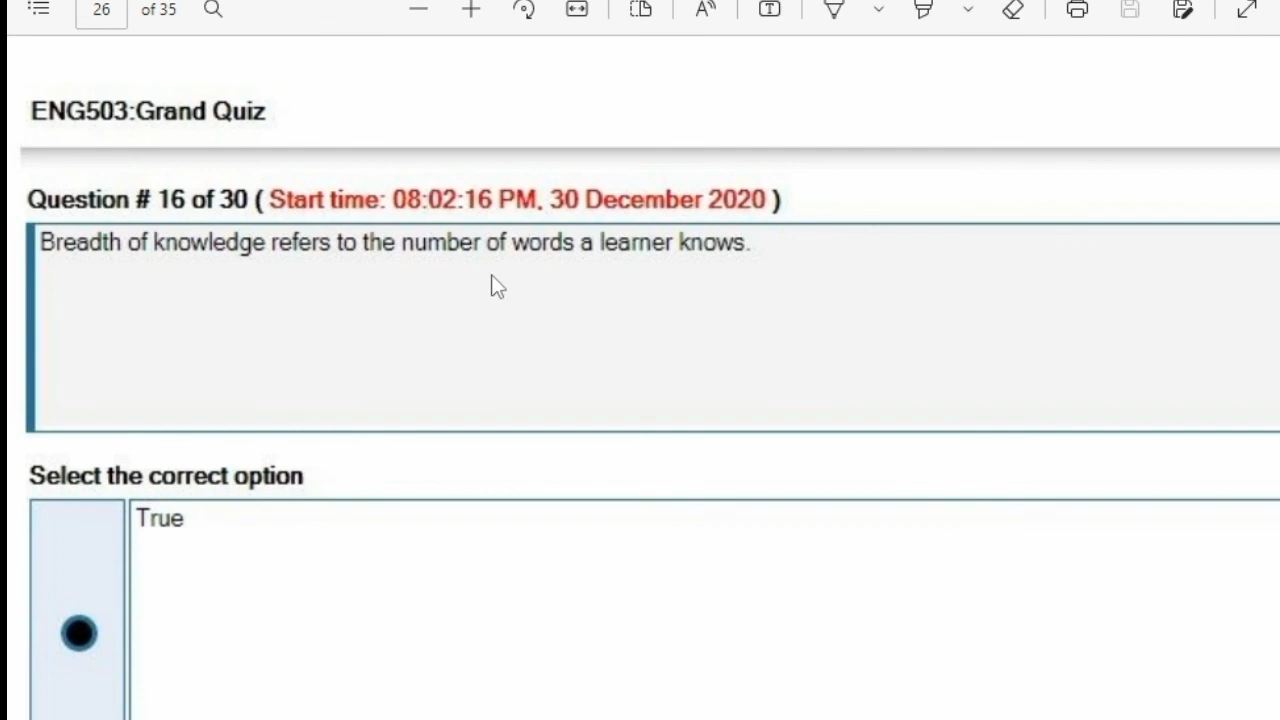 26 of 35
ENG503:Grand Quiz
Question # 16 of 30 ( Start time: 08:02:16 PM, 30 December 2020 )
Breadth of knowledge refers to the number of words a learner knows.
Select the correct option
True